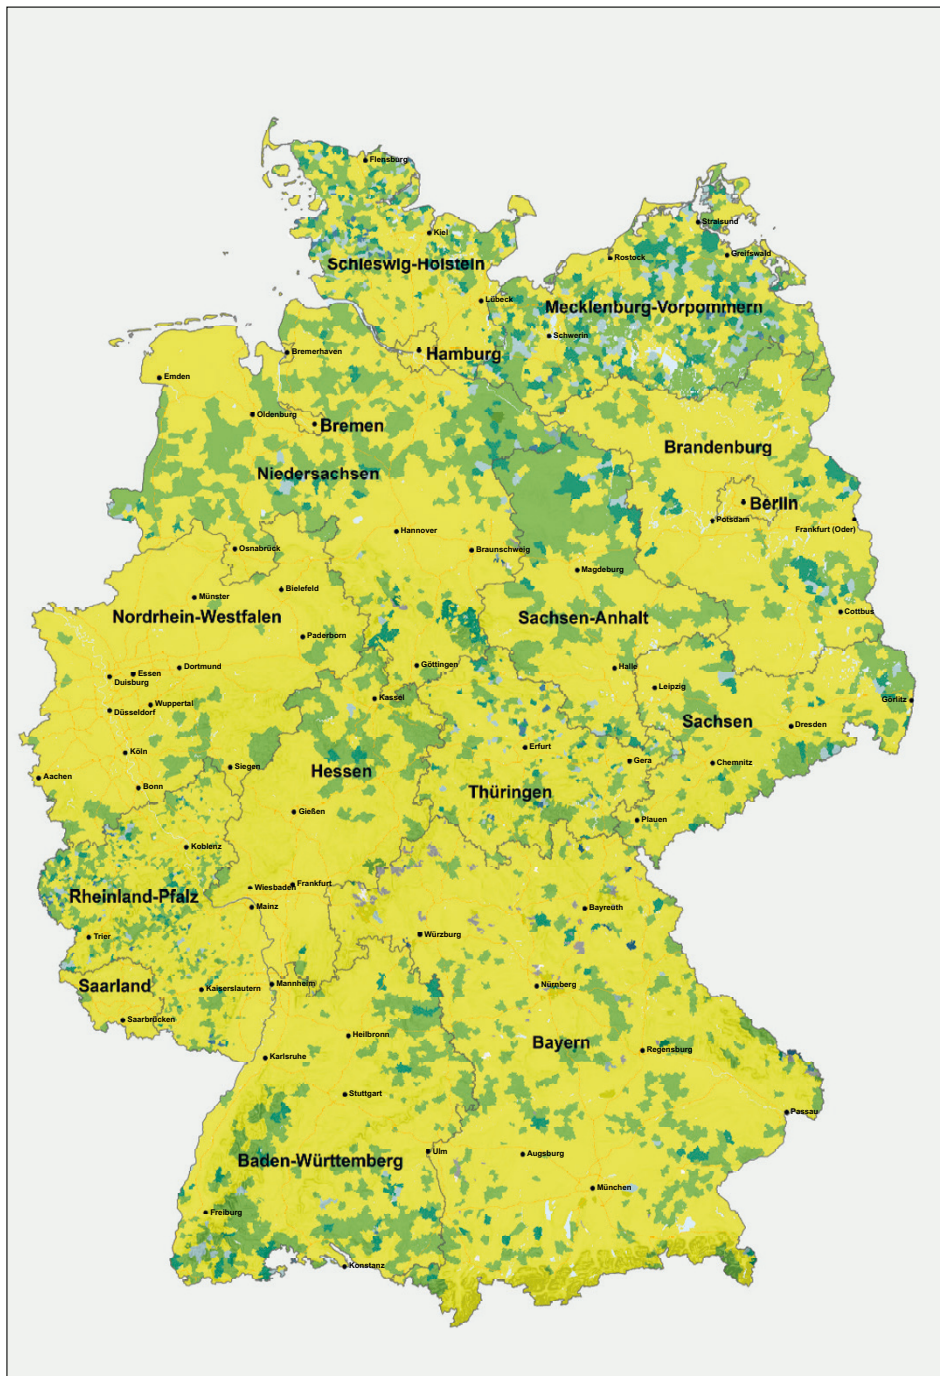 Flensburg
Kiel
Schleswig-Holstein
Stralsund
Greifswald
Rostock
Lübeck
Mecklenburg-Vorpommern
Schwerin
Bremerhaven
Hamburg
Emden
Oldenburg
Bremen
Brandenburg
Niedersachsen
Berlin
Potsdam
Frankfurt (Oder)
Hannover
Osnabrück
Braunschweig
Magdeburg
Bielefeld
Münster
Cottbus
Nordrhein-Westfalen
Sachsen-Anhalt
Paderborn
Göttingen
Halle
Dortmund
Essen
Duisburg
Leipzig
Kassel
Görlitz
Wuppertal
Düsseldorf
Sachsen
Dresden
Erfurt
Köln
Gera
Chemnitz
Siegen
Hessen
Aachen
Bonn
Thüringen
Gießen
Plauen
Koblenz
Frankfurt
Wiesbaden
Rheinland-Pfalz
Mainz
Bayreuth
Trier
Würzburg
Saarland
Kaiserslautern
Mannheim
Nürnberg
Saarbrücken
Heilbronn
Bayern
Regensburg
Karlsruhe
Stuttgart
Passau
Ulm
Augsburg
Baden-Württemberg
München
Freiburg
Konstanz